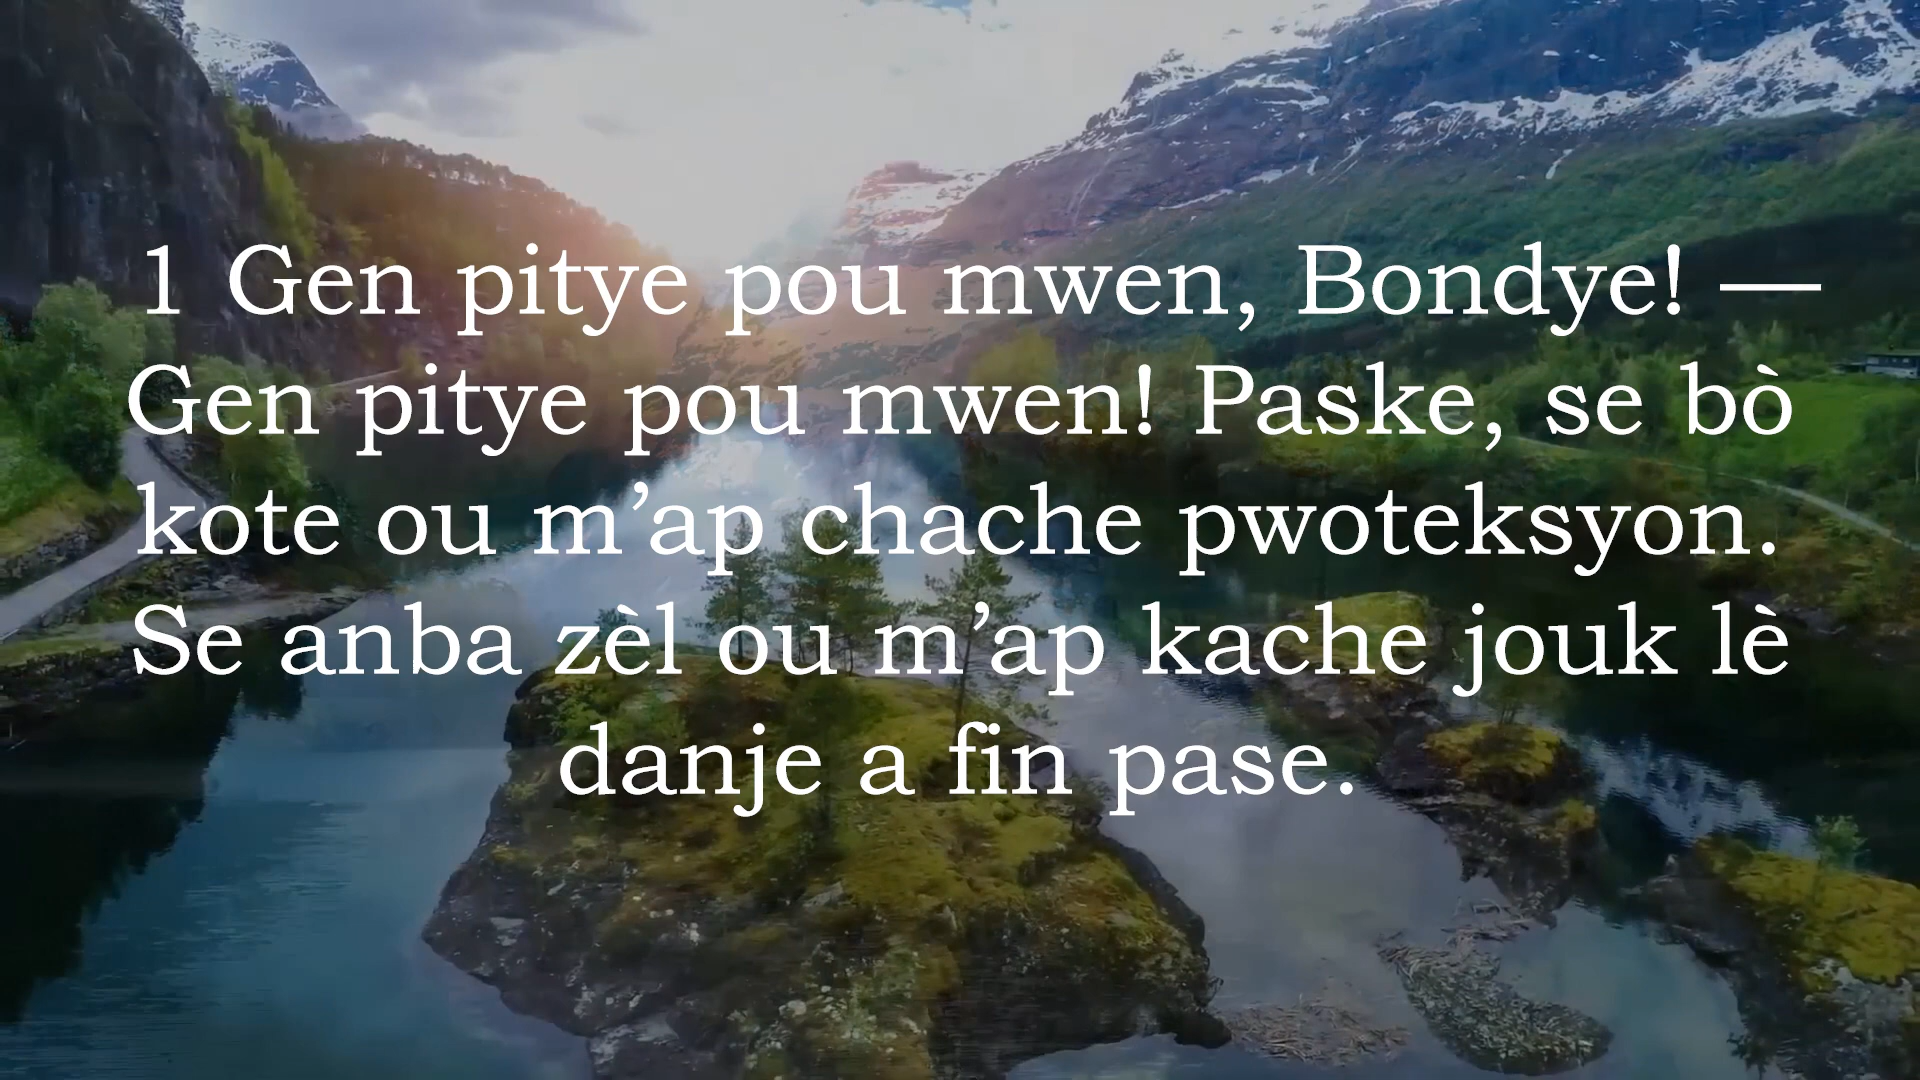 1 Gen pitye pou mwen, Bondye! —
Gen pitye pou mwen! Paske, se bò
kote ou m’ap chache pwoteksyon.
Se anba zèl ou m’ap kache jouk lè
danje a fin pase.